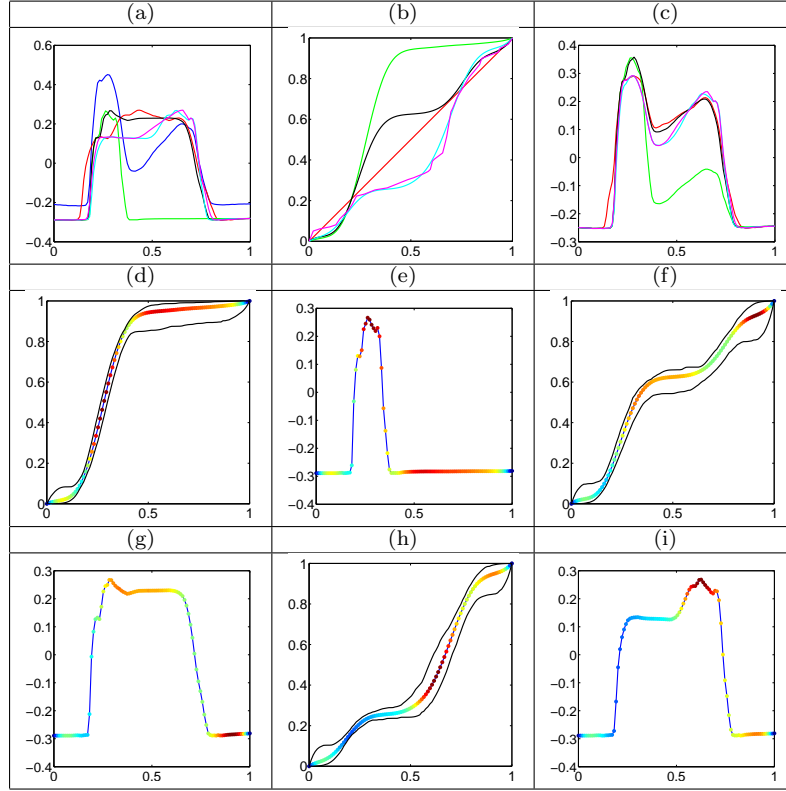 (a) (b) (c)
0.6 1 0.4
0.3
0.4 0.8
0.2
0.2 0.6 0.1
0
0 0.4
−0.1
−0.2 0.2
−0.2
−0.4 0 −0.3
0 0.5 1 0 0.5 1 0 0.5 1
(d) (e) (f)
1 0.3 1
0.2
0.8 0.8
0.1
0.6 0 0.6
0.4 −0.1 0.4
−0.2
0.2 0.2
−0.3
0 −0.4 0
0 0.5 1 0 0.5 1 0 0.5 1
(g) (h) (i)
0.3 1 0.3
0.2 0.2
0.8
0.1 0.1
0 0.6 0
−0.1 0.4 −0.1
−0.2 −0.2
0.2
−0.3 −0.3
−0.4 0 −0.4
0 0.5 1 0 0.5 1 0 0.5 1